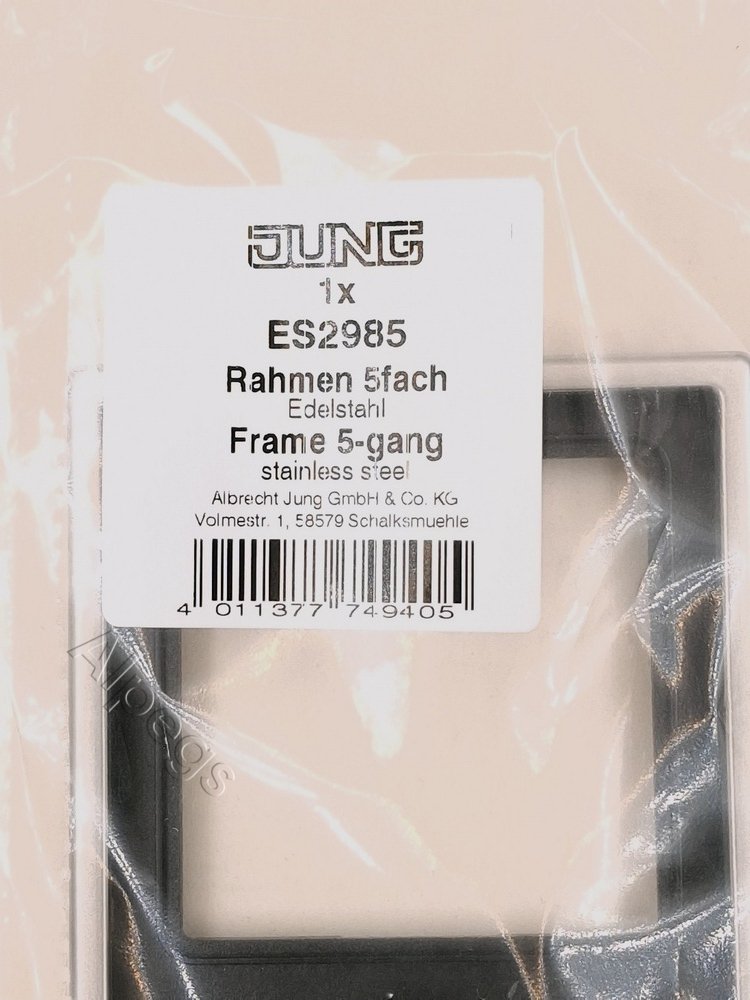 JUNG
1x
ES2985
Rahmen 5fach
Edelstahl
Frame 5-gang
stainless steel
Albrecht Jung GmbH & Co. KG
Volmestr. 1, 58579 Schalksmuehle
4 011377 749405
Alpegs